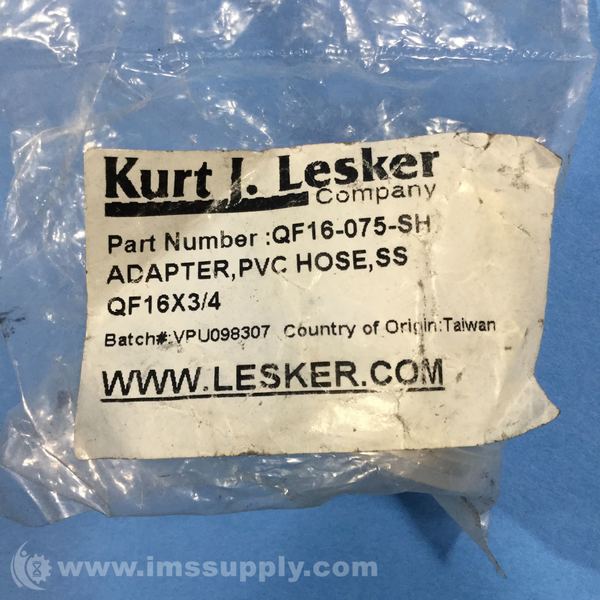 Kurt J. Lesker
Company
Part Number :QF16-075-SH
ADAPTER,PVC HOSE,SS
QF16X3/4
Batch#:VPU098307 Country of Origin:Taiwan
WWW.LESKER.COM
www.imssupply.com